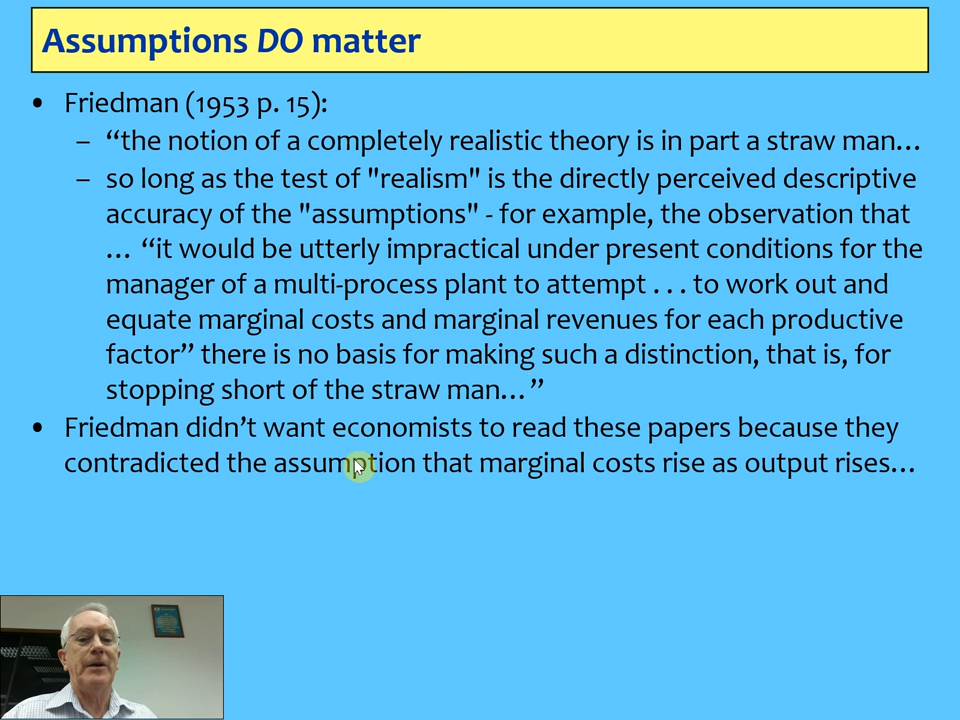 Assumptions DO matter
• Friedman (1953 p. 15):
– “the notion of a completely realistic theory is in part a straw man…
– so long as the test of "realism" is the directly perceived descriptive
accuracy of the "assumptions" - for example, the observation that
… “it would be utterly impractical under present conditions for the
manager of a multi-process plant to attempt . . . to work out and
equate marginal costs and marginal revenues for each productive
factor” there is no basis for making such a distinction, that is, for
stopping short of the straw man…”
• Friedman didn’t want economists to read these papers because they
contradicted the assumption that marginal costs rise as output rises…